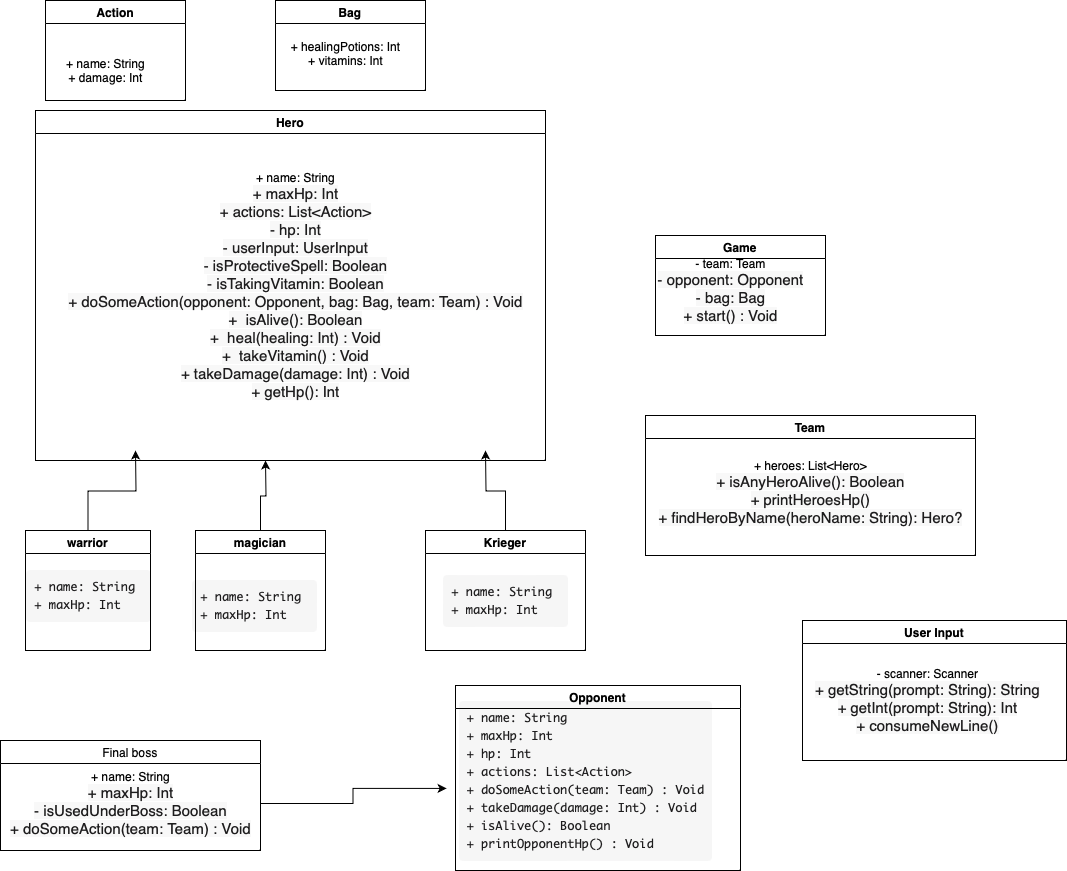 Action
+ name: String
+ damage: Int
Bag
+ healingPotions: Int
+ vitamins: Int
Hero
+ name: String
+ maxHp: Int
+ actions: List<Action>
- hp: Int
- userInput: UserInput
- isProtectiveSpell: Boolean
- isTakingVitamin: Boolean
+ doSomeAction(opponent: Opponent, bag: Bag, team: Team) : Void
+ isAlive(): Boolean
+ heal(healing: Int) : Void
+ takeVitamin() : Void
+ takeDamage(damage: Int) : Void
+ getHp(): Int
Game
- team: Team
- opponent: Opponent
- bag: Bag
+ start() : Void
Team
+ heroes: List<Hero>
+ isAnyHeroAlive(): Boolean
+ printHeroesHp()
+ findHeroByName(heroName: String): Hero?
warrior
+ name: String
+ maxHp: Int
magician
+ name: String
+ maxHp: Int
Krieger
+ name: String
+ maxHp: Int
User Input
- scanner: Scanner
+ getString(prompt: String): String
+ getInt(prompt: String): Int
+ consumeNewLine()
Opponent
+ name: String
+ maxHp: Int
+ hp: Int
+ actions: List<Action>
+ doSomeAction(team: Team) : Void
+ takeDamage(damage: Int) : Void
+ isAlive(): Boolean
+ printOpponentHp() : Void
Final boss
+ name: String
+ maxHp: Int
- isUsedUnderBoss: Boolean
+ doSomeAction(team: Team) : Void